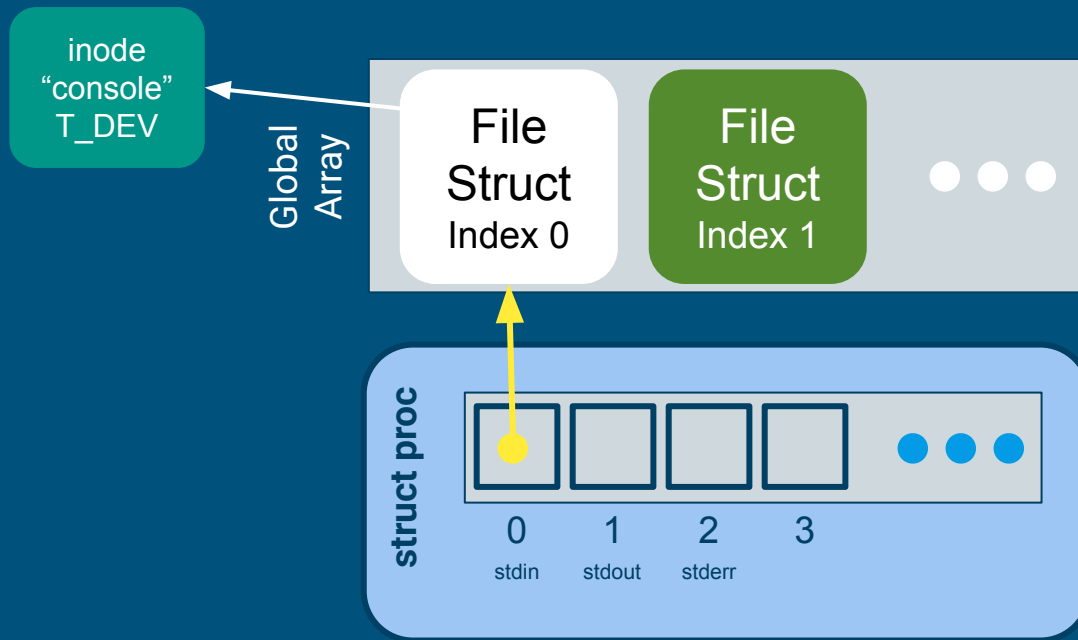 inode
“console”
T_DEV
Global
Array
File
Struct
Index 0
File
Struct
Index 1
struct proc
0
1
2
3
stdin
stdout
stderr